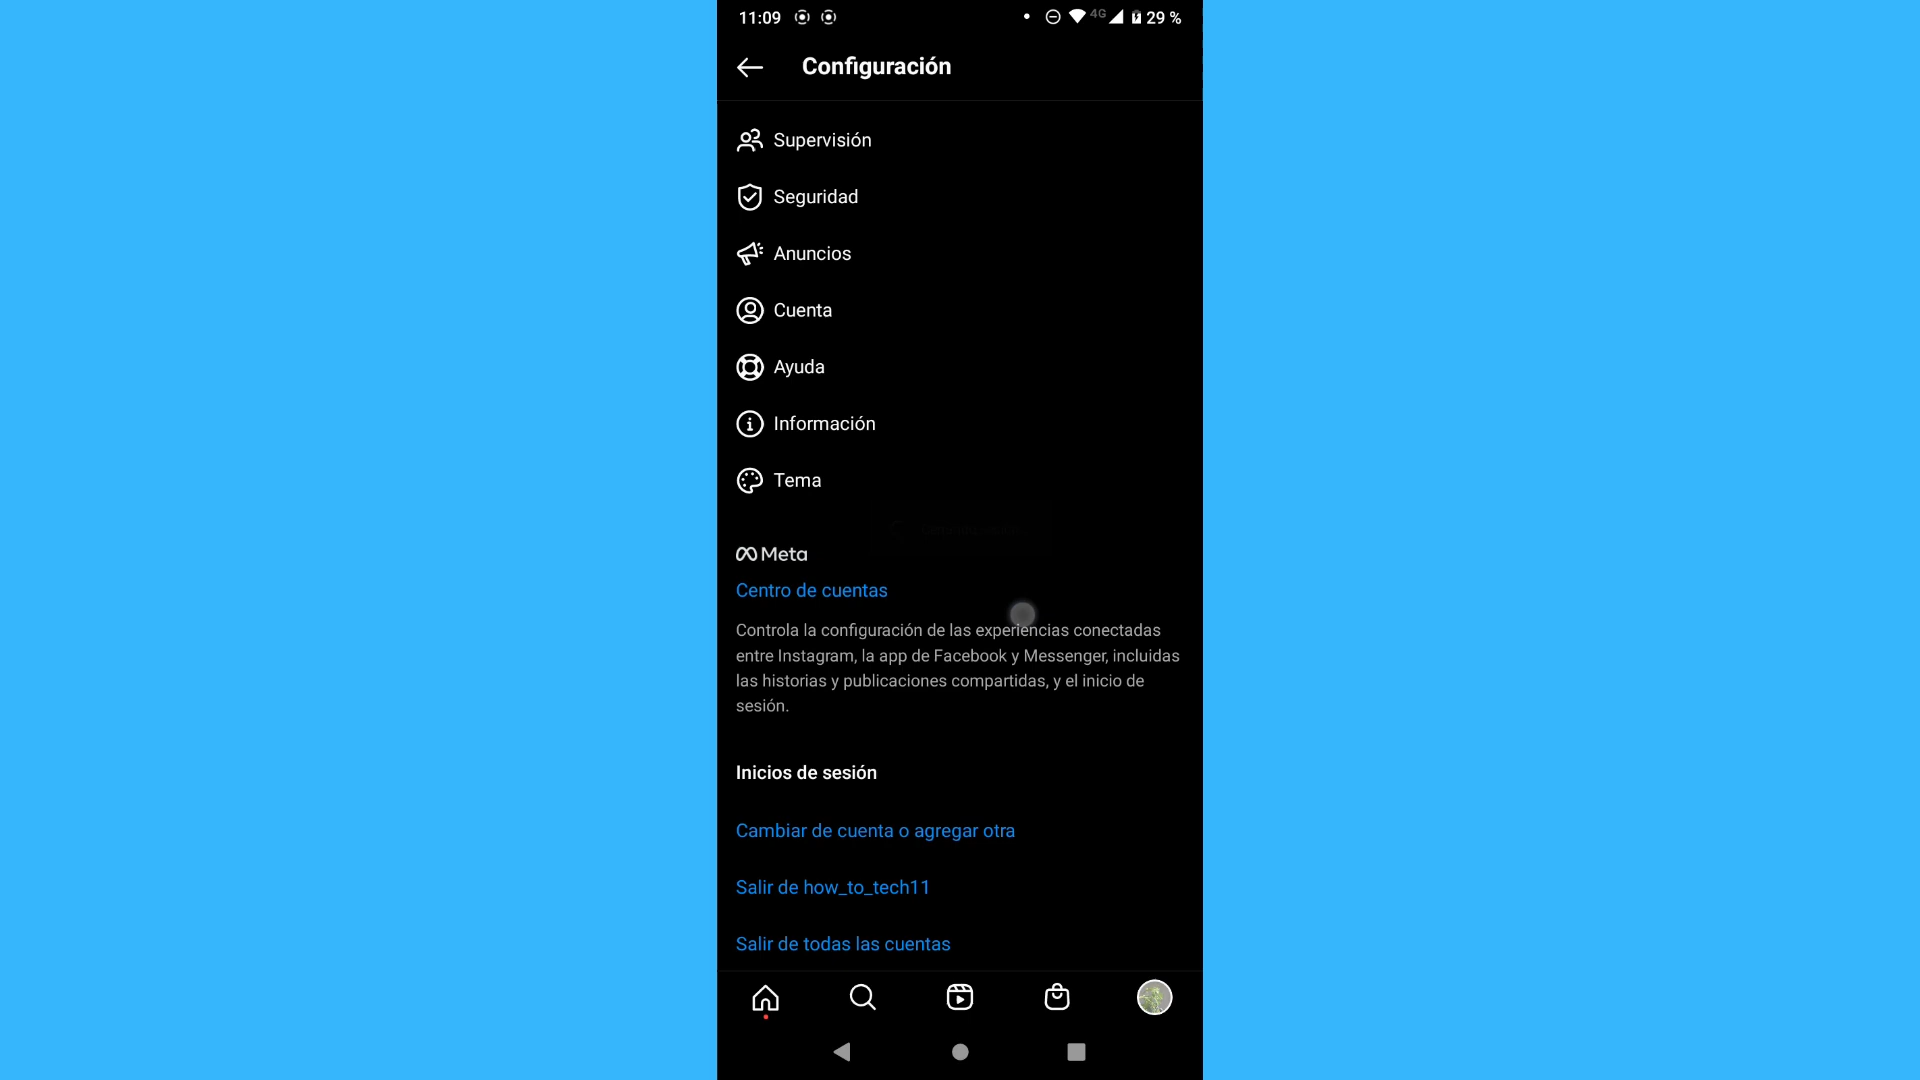 11:09 4G 29 %
Configuración
Supervisión
Seguridad
Anuncios
Cuenta
Ayuda
Información
Tema
Meta
Centro de cuentas
Controla la configuración de las experiencias conectadas
entre Instagram, la app de Facebook y Messenger, incluidas
las historias y publicaciones compartidas, y el inicio de
sesión.
Inicios de sesión
Cambiar de cuenta o agregar otra
Salir de how_to_tech11
Salir de todas las cuentas